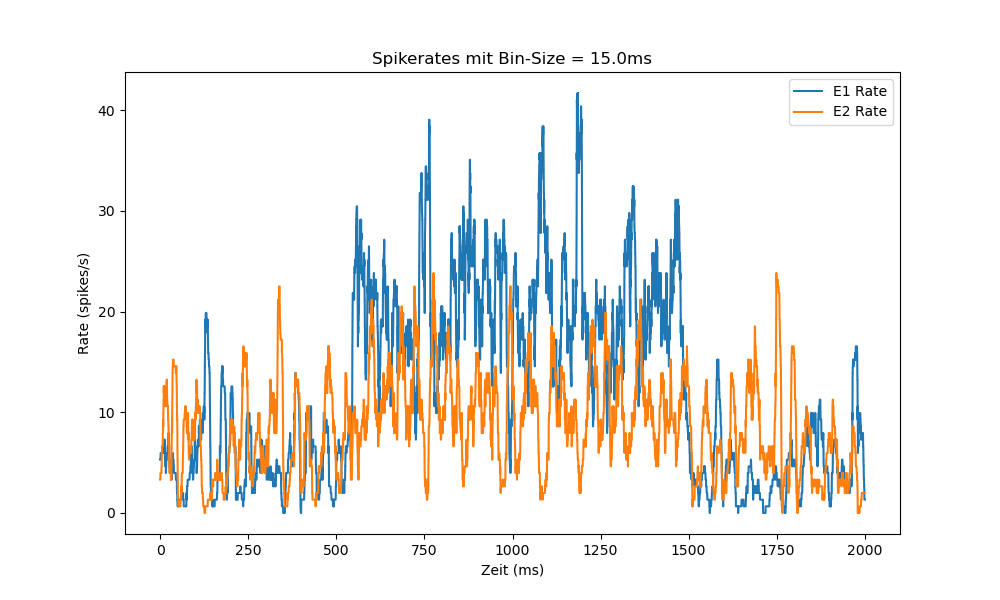 Spikerates mit Bin-Size = 15.0ms
E1 Rate
E2 Rate
40
30
20
10
0
Rate (spikes/s)
0 250 500 750 1000 1250 1500 1750 2000
Zeit (ms)